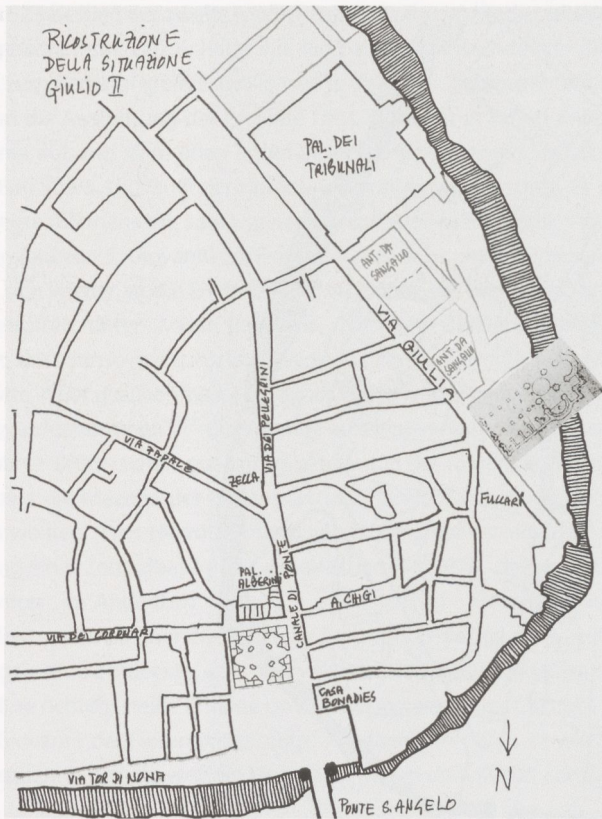 RICOSTRUZIONE
DELLA SITUAZIONE
GIULIO II
PAL. DEI
TRIBUNALI
ANT. DA
SANGALLO
ANT. DA
SANGALLO
VIA GIULIA
VIA DEI PELLEGRINI
VIA PAPALE
ZECCA
FULLARI
PAL.
ALBERINI
CANALE DI PONTE
A. CHIGI
VIA DEI CORONARI
CASA
BONADIES
VIA TOR DI NONA
N
PONTE S. ANGELO